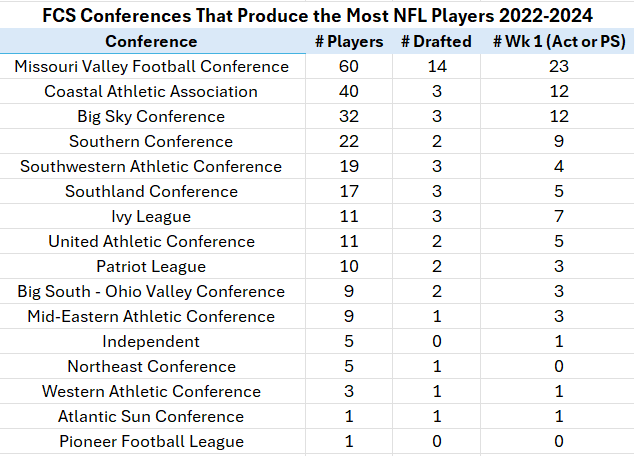 FCS Conferences That Produce the Most NFL Players 2022-2024
Conference # Players # Drafted # Wk 1 (Act or PS)
Missouri Valley Football Conference 60 14 23
Coastal Athletic Association 40 3 12
Big Sky Conference 32 3 12
Southern Conference 22 2 9
Southwestern Athletic Conference 19 3 4
Southland Conference 17 3 5
Ivy League 11 3 7
United Athletic Conference 11 2 5
Patriot League 10 2 3
Big South - Ohio Valley Conference 9 2 3
Mid-Eastern Athletic Conference 9 1 3
Independent 5 0 1
Northeast Conference 5 1 0
Western Athletic Conference 3 1 1
Atlantic Sun Conference 1 1 1
Pioneer Football League 1 0 0